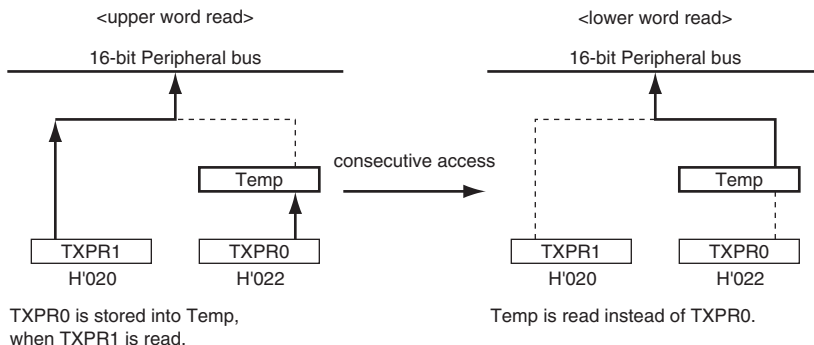 <upper word read>
16-bit Peripheral bus
Temp
TXPR1
TXPR0
H'020
H'022
TXPR0 is stored into Temp,
when TXPR1 is read.
consecutive access
<lower word read>
16-bit Peripheral bus
Temp
TXPR1
TXPR0
H'020
H'022
Temp is read instead of TXPR0.